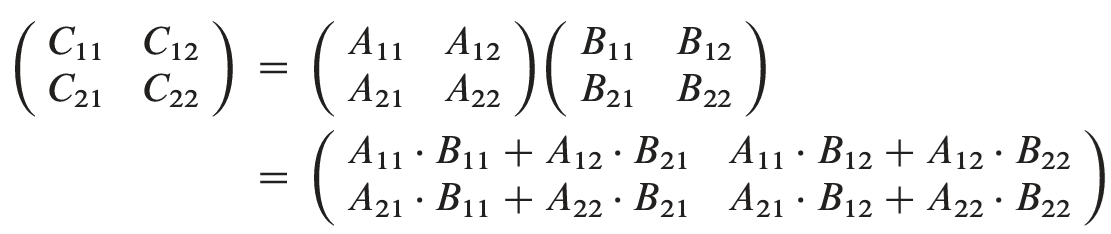 ( C₁₁ C₁₂ ) = ( A₁₁ A₁₂ ) ( B₁₁ B₁₂ )
( C₂₁ C₂₂ ) ( A₂₁ A₂₂ ) ( B₂₁ B₂₂ )
= ( A₁₁ · B₁₁ + A₁₂ · B₂₁ A₁₁ · B₁₂ + A₁₂ · B₂₂ )
( A₂₁ · B₁₁ + A₂₂ · B₂₁ A₂₁ · B₁₂ + A₂₂ · B₂₂ )